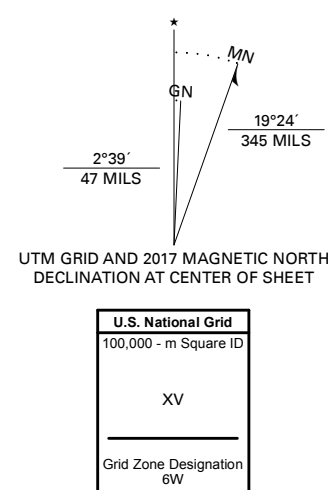 ★
MN
GN
19°24´
345 MILS
2°39´
47 MILS
UTM GRID AND 2017 MAGNETIC NORTH
DECLINATION AT CENTER OF SHEET
U.S. National Grid
100,000 - m Square ID
XV
Grid Zone Designation
6W